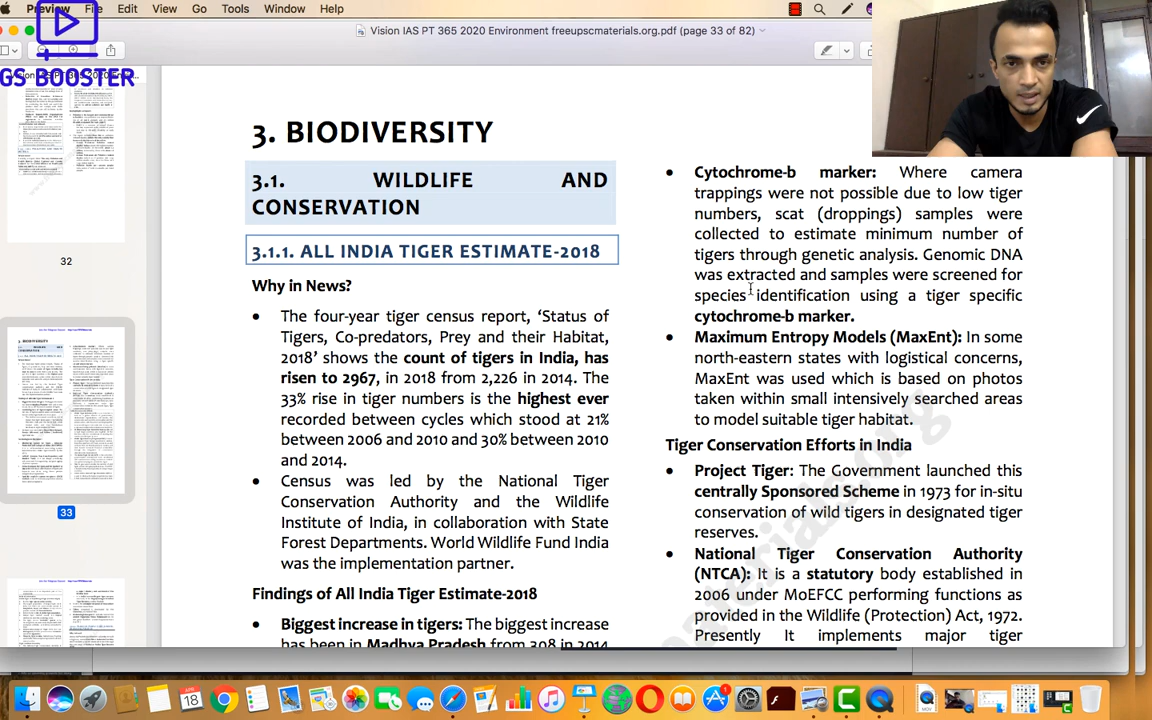 Preview File Edit View Go Tools Window Help
Vision IAS PT 365 2020 Environment freeupscmaterials.org.pdf (page 33 of 82)
GS BOOSTER
32
33
3. BIODIVERSITY
3.1. WILDLIFE AND
CONSERVATION
3.1.1. ALL INDIA TIGER ESTIMATE-2018
Why in News?
• The four-year tiger census report, ‘Status of
Tigers, Co-predators, Prey and their Habitat,
2018’ shows the count of tigers in India, has
risen to 2967, in 2018 from 2,226 in 2014. The
33% rise in tiger numbers is the highest ever
recorded between cycles which stood at 21%
between 2006 and 2010 and 30% between 2010
and 2014.
• Census was led by the National Tiger
Conservation Authority and the Wildlife
Institute of India, in collaboration with State
Forest Departments. World Wildlife Fund India
was the implementation partner.
Findings of All India Tiger Estimate-2018
• Biggest increase in tigers: The biggest increase
has been in Madhya Pradesh from 308 in 2014
• Cytochrome-b marker: Where camera
trappings were not possible due to low tiger
numbers, scat (droppings) samples were
collected to estimate minimum number of
tigers through genetic analysis. Genomic DNA
was extracted and samples were screened for
species identification using a tiger specific
cytochrome-b marker.
• Maximum Entropy Models (MaxEnt): In some
north-eastern states with logistical concerns,
MaxEnt was used which is based on photos
taken within small intensively searched areas
to model suitable tiger habitat.
Tiger Conservation Efforts in India
• Project Tiger: The Government launched this
centrally Sponsored Scheme in 1973 for in-situ
conservation of wild tigers in designated tiger
reserves.
• National Tiger Conservation Authority
(NTCA): It is a statutory body established in
2006 under MoEFCC performing functions as
provided in the Wildlife (Protection) Act, 1972.
Presently It implements major tiger
APR
18